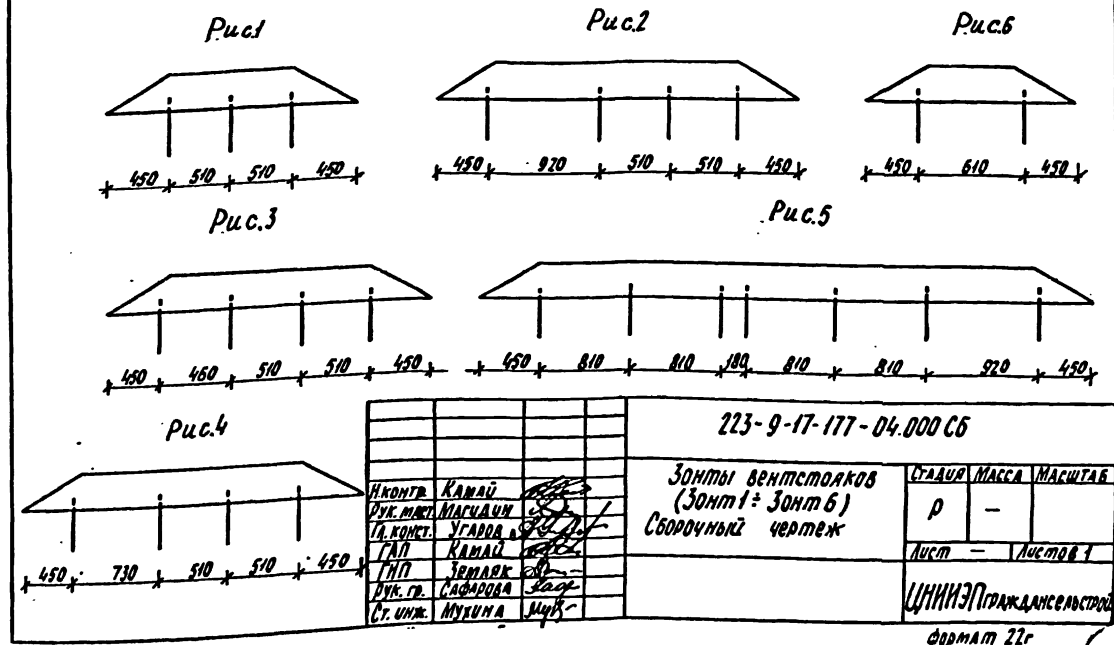 Рис.1
Рис.2
Рис.6
450 510 510 450
450 920 510 510 450
450 610 450
Рис.3
Рис.5
450 460 510 510 450
450 810 810 180 810 810 920 450
Рис.4
450 730 510 510 450
223-9-17-177-04.000 СБ
Зонты вентстояков
(Зонт 1 ÷ Зонт 6)
Сборочный чертеж
Стадия Масса Масштаб
Р —
Лист — Листов 1
ЦНИИЭПграждансельстрой
Н.контр. Камай
Рук. маст. Магидин
Гл. конст. Угаров
ГАП Камай
ГИП Земляк
Рук. гр. Сафарова
Ст. инж. Мухина
формат 22г